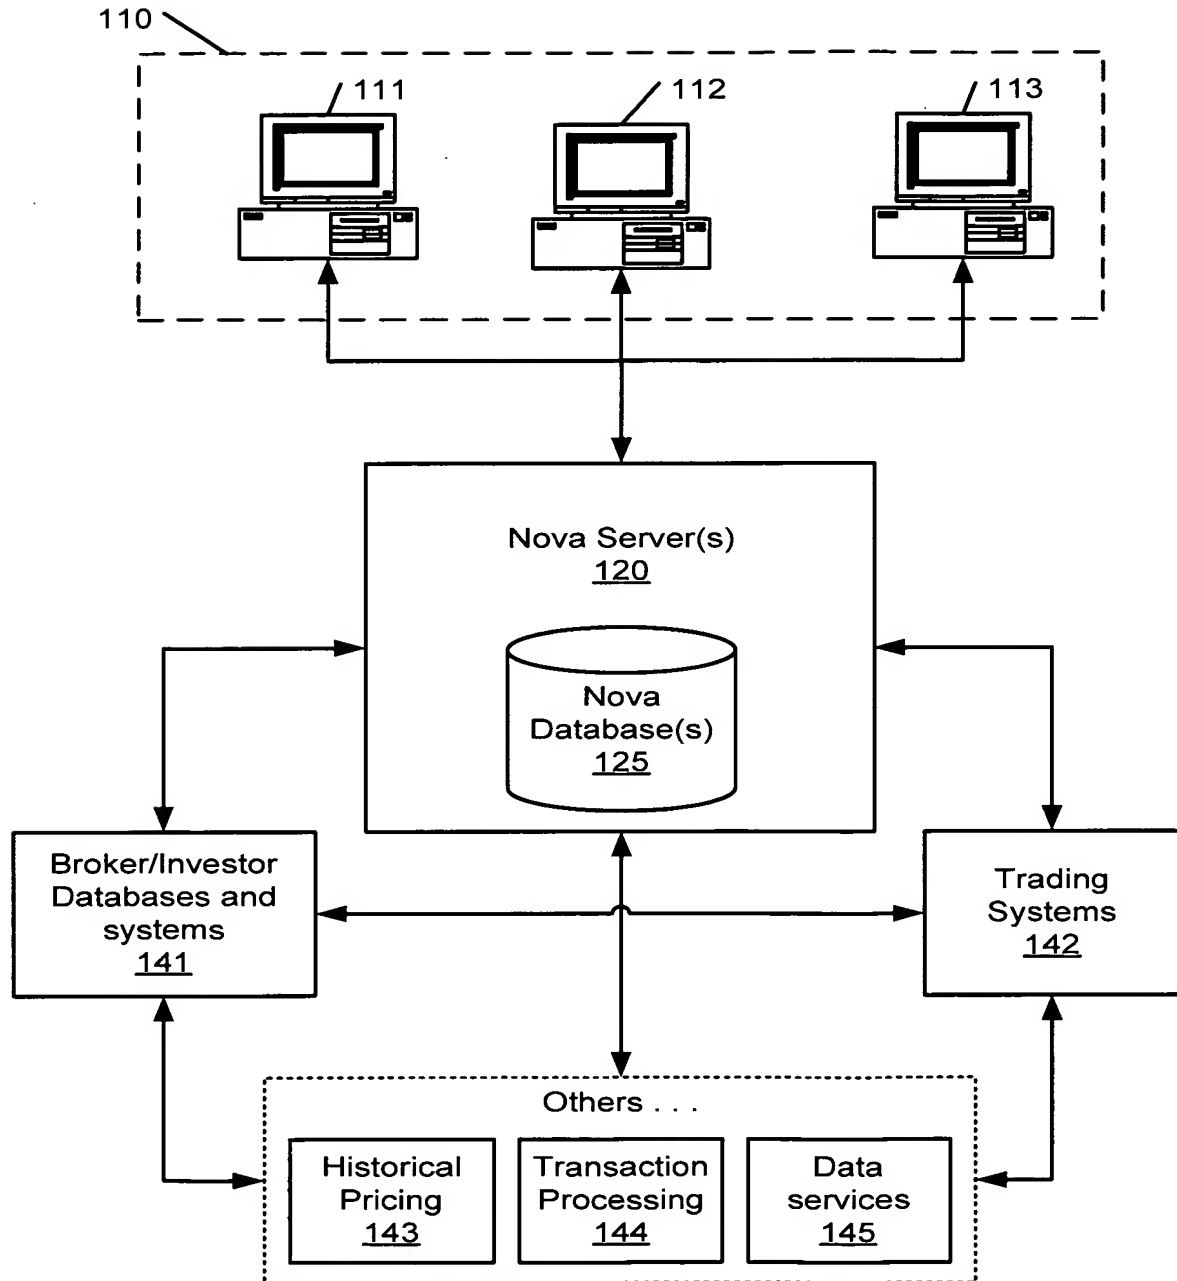 110
111
112
113
Nova Server(s)
120
Nova
Database(s)
125
Broker/Investor
Databases and
systems
141
Trading
Systems
142
Others . . .
Historical
Pricing
143
Transaction
Processing
144
Data
services
145